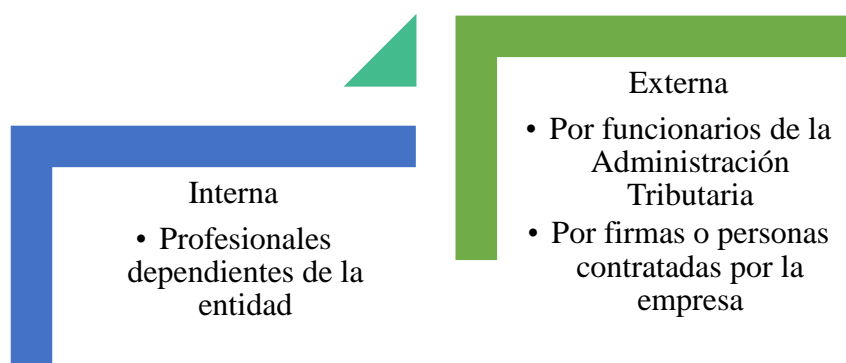 Interna
• Profesionales
dependientes de la
entidad
Externa
• Por funcionarios de la
Administración
Tributaria
• Por firmas o personas
contratadas por la
empresa